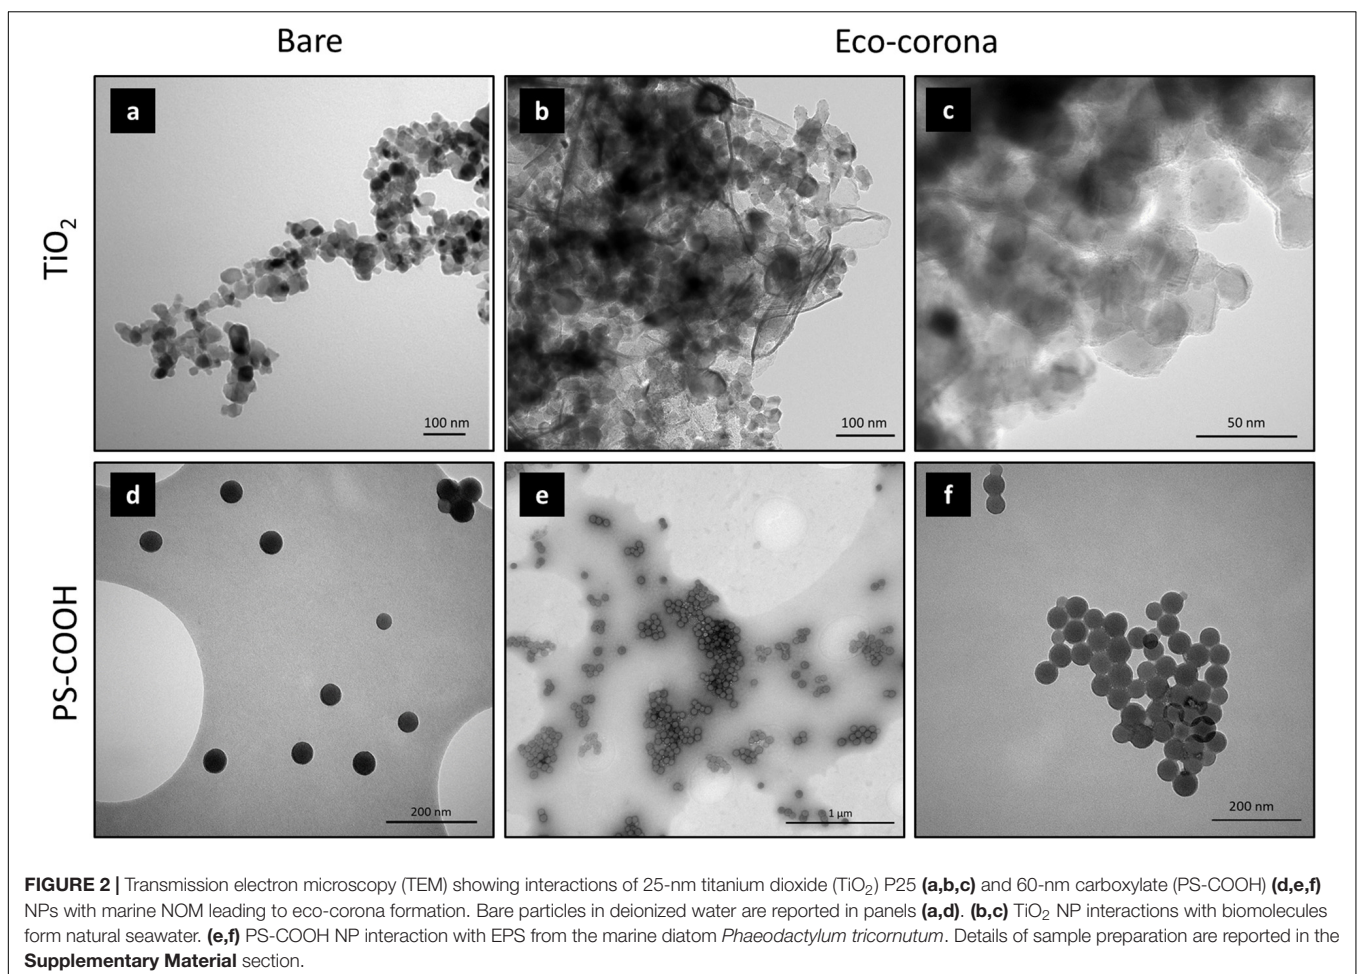 Bare
Eco-corona
TiO₂
a
100 nm
b
100 nm
c
50 nm
PS-COOH
d
200 nm
e
1 µm
f
200 nm
FIGURE 2 | Transmission electron microscopy (TEM) showing interactions of 25-nm titanium dioxide (TiO₂) P25 (a,b,c) and 60-nm carboxylate (PS-COOH) (d,e,f)
NPs with marine NOM leading to eco-corona formation. Bare particles in deionized water are reported in panels (a,d). (b,c) TiO₂ NP interactions with biomolecules
form natural seawater. (e,f) PS-COOH NP interaction with EPS from the marine diatom Phaeodactylum tricornutum. Details of sample preparation are reported in the
Supplementary Material section.